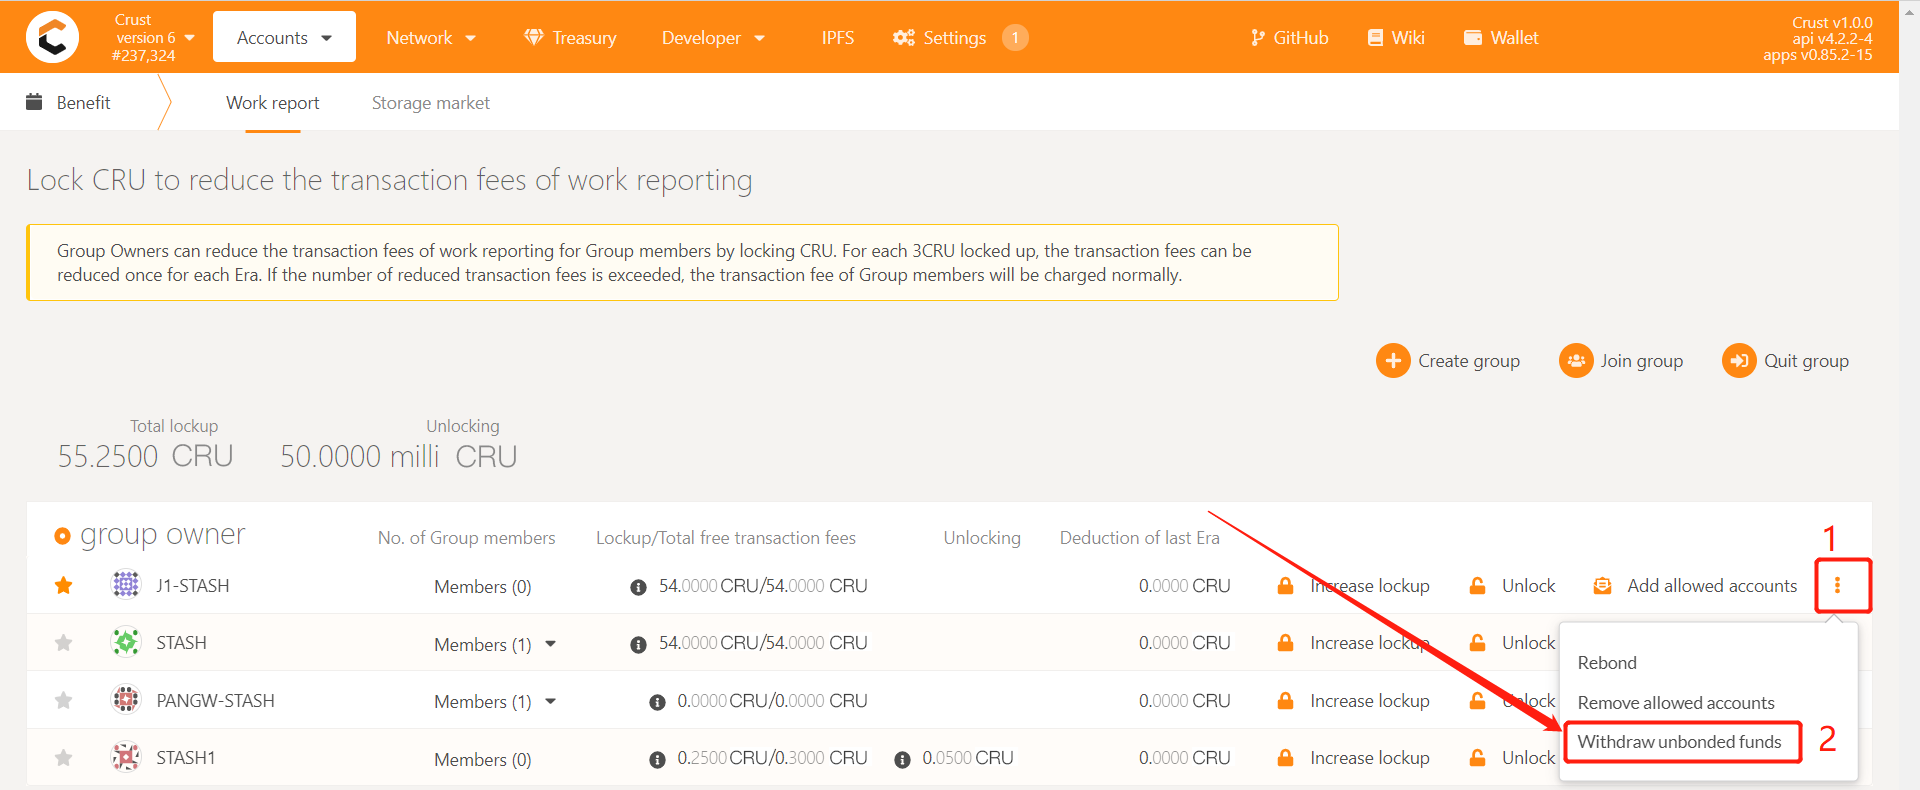 Crust
version 6
#237,324
Accounts
Network
Treasury
Developer
IPFS
Settings
1
GitHub
Wiki
Wallet
Crust v1.0.0
api v4.2.2-4
apps v0.85.2-15
Benefit
Work report
Storage market
Lock CRU to reduce the transaction fees of work reporting
Group Owners can reduce the transaction fees of work reporting for Group members by locking CRU. For each 3CRU locked up, the transaction fees can be
reduced once for each Era. If the number of reduced transaction fees is exceeded, the transaction fee of Group members will be charged normally.
Create group
Join group
Quit group
Total lockup
55.2500 CRU
Unlocking
50.0000 milli CRU
group owner No. of Group members Lockup/Total free transaction fees Unlocking Deduction of last Era
1
J1-STASH Members (0) 54.0000 CRU/54.0000 CRU 0.0000 CRU Increase lockup Unlock Add allowed accounts
STASH Members (1) 54.0000 CRU/54.0000 CRU 0.0000 CRU Increase lockup Unlock
Rebond
PANGW-STASH Members (1) 0.0000 CRU/0.0000 CRU 0.0000 CRU Increase lockup Unlock
Remove allowed accounts
Withdraw unbonded funds 2
STASH1 Members (0) 0.2500 CRU/0.3000 CRU 0.0500 CRU 0.0000 CRU Increase lockup Unlock